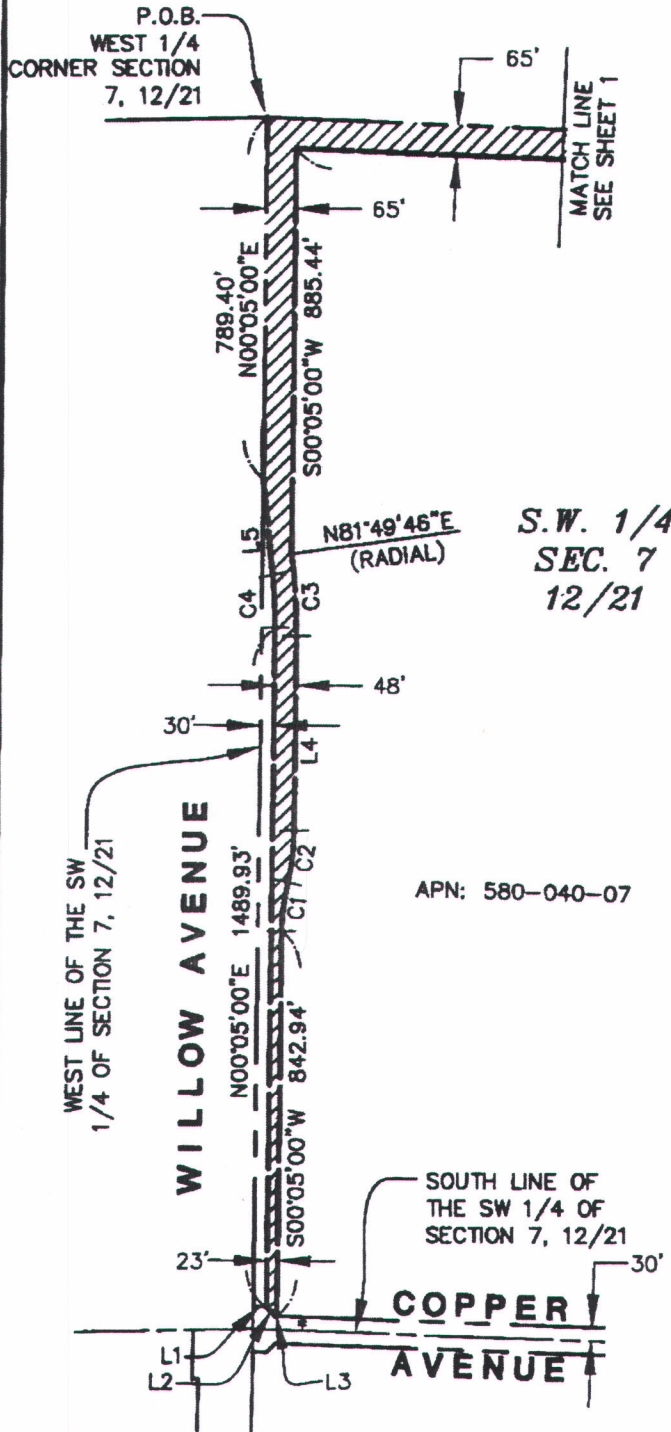 P.O.B.
WEST 1/4
CORNER SECTION
7, 12/21
65'
MATCH LINE
SEE SHEET 1
65'
789.40'
N00°05'00"E
S00°05'00"W 885.44'
L5
N81°49'46"E
(RADIAL)
S.W. 1/4
SEC. 7
12/21
C4
C3
48'
30'
L4
WEST LINE OF THE SW
1/4 OF SECTION 7, 12/21
WILLOW AVENUE
N00°05'00"E 1489.93'
C2
C1
APN: 580-040-07
S00°05'00"W 842.94'
SOUTH LINE OF
THE SW 1/4 OF
SECTION 7, 12/21
23'
30'
COPPER
AVENUE
L1
L2
L3